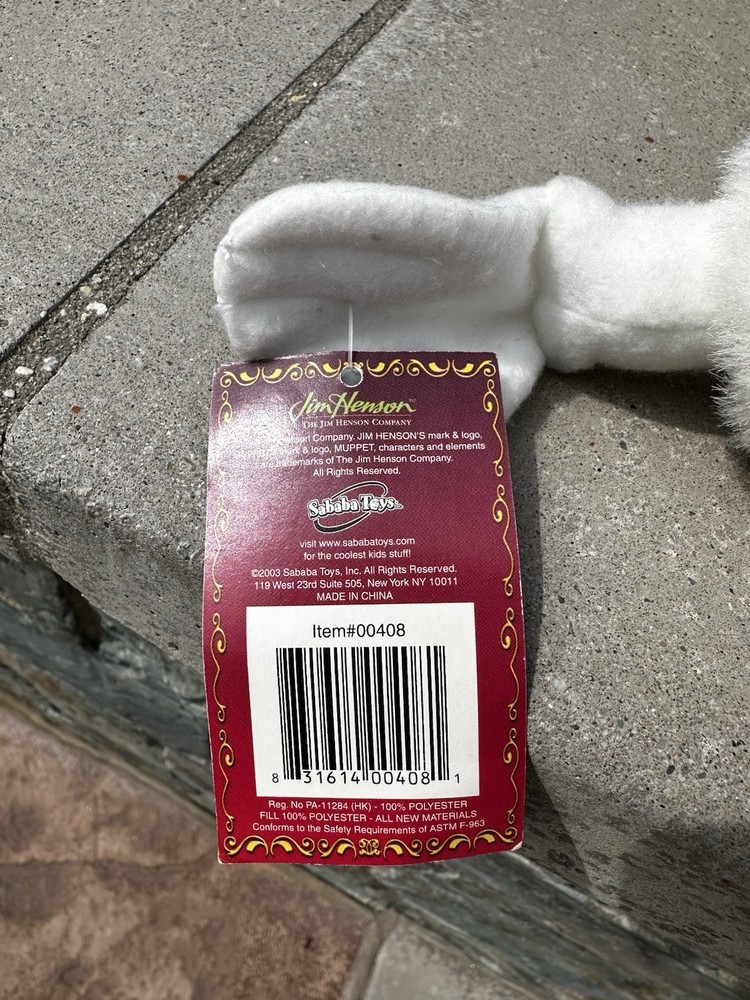 Jim Henson™
THE JIM HENSON COMPANY
Company. JIM HENSON'S mark & logo,
& logo, MUPPET, characters and elements
of The Jim Henson Company.
All Rights Reserved.
Sababa Toys
visit www.sababatoys.com
for the coolest kids stuff!
©2003 Sababa Toys, Inc. All Rights Reserved.
119 West 23rd Suite 505, New York NY 10011
MADE IN CHINA
Item#00408
8 31614 00408 1
Reg. No PA-11284 (HK) - 100% POLYESTER
FILL 100% POLYESTER - ALL NEW MATERIALS
Conforms to the Safety Requirements of ASTM F-963